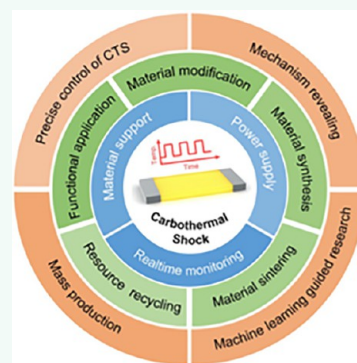 Precise control of CTS
Mechanism revealing
Machine learning guided research
Mass production
Material modification
Material synthesis
Material sintering
Resource recycling
Functional application
Material support
Power supply
Realtime monitoring
Temp.
Time
Carbothermal
Shock